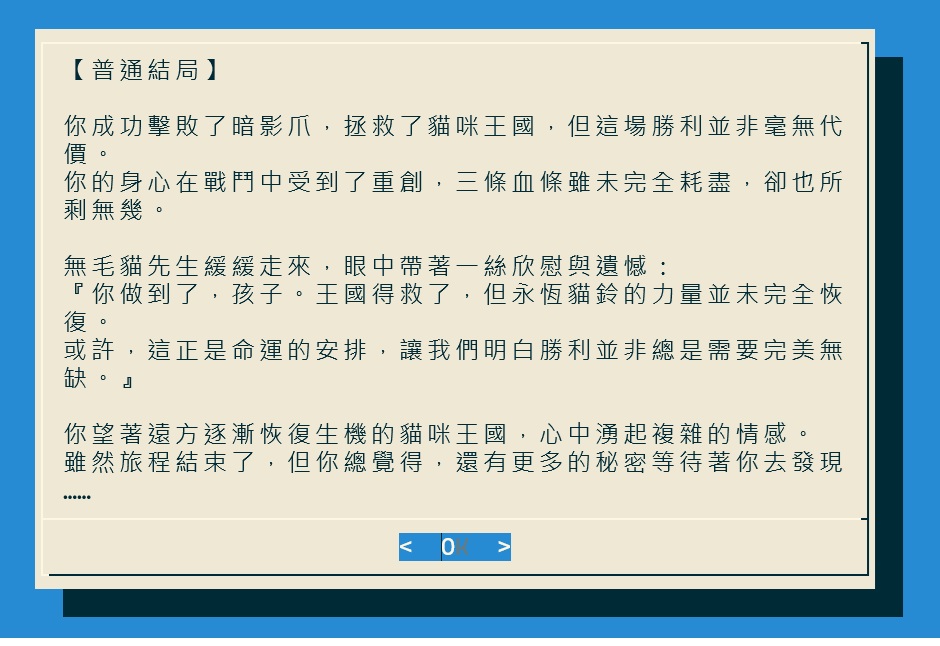 【普通結局】
你成功擊敗了暗影爪，拯救了貓咪王國，但這場勝利並非毫無代
價。
你的身心在戰鬥中受到了重創，三條血條雖未完全耗盡，卻也所
剩無幾。
無毛貓先生緩緩走來，眼中帶著一絲欣慰與遺憾：
『你做到了，孩子。王國得救了，但永恆貓鈴的力量並未完全恢
復。
或許，這正是命運的安排，讓我們明白勝利並非總是需要完美無
缺。』
你望著遠方逐漸恢復生機的貓咪王國，心中湧起複雜的情感。
雖然旅程結束了，但你總覺得，還有更多的秘密等待著你去發現
……
< OK >